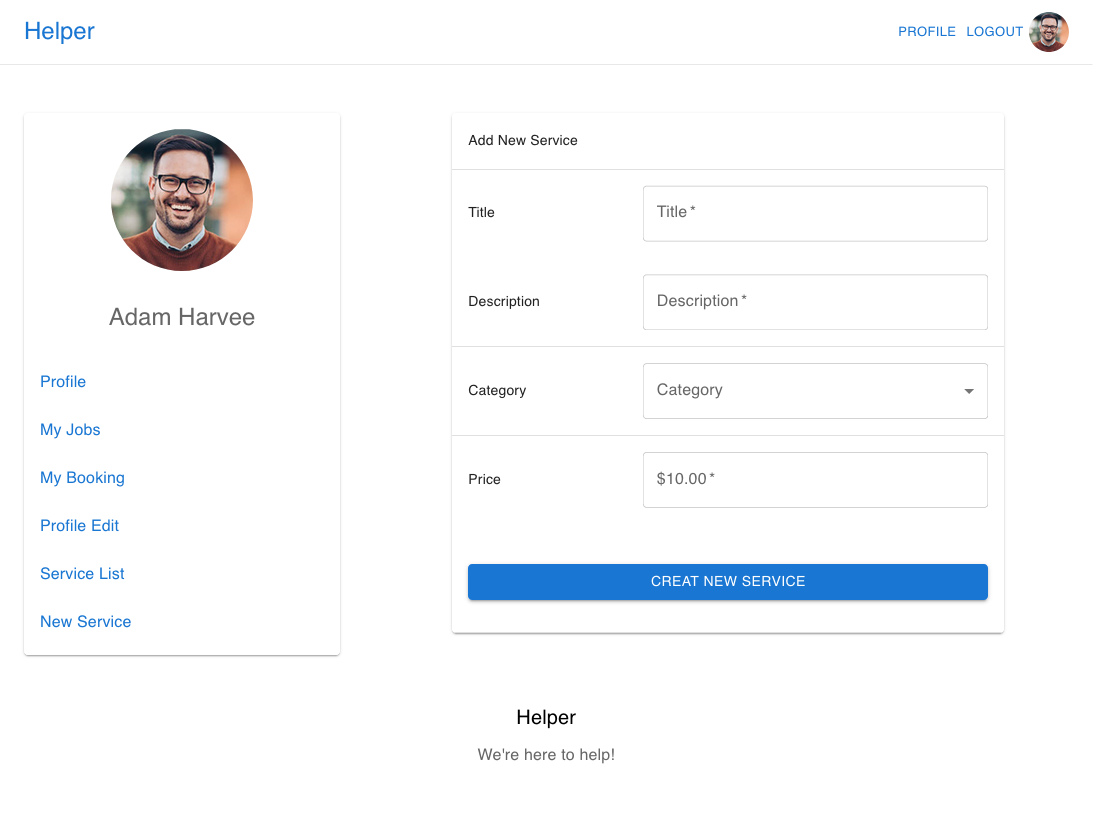 Helper
PROFILE LOGOUT
Adam Harvee
Profile
My Jobs
My Booking
Profile Edit
Service List
New Service
Add New Service
Title
Title *
Description
Description *
Category
Category
Price
$10.00 *
CREAT NEW SERVICE
Helper
We're here to help!